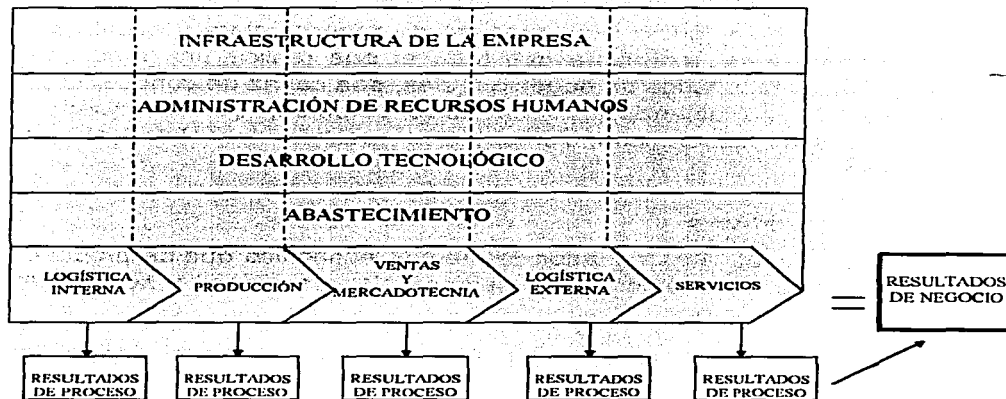 INFRAESTRUCTURA DE LA EMPRESA
ADMINISTRACIÓN DE RECURSOS HUMANOS
DESARROLLO TECNOLÓGICO
ABASTECIMIENTO
LOGÍSTICA
INTERNA
PRODUCCIÓN
VENTAS
Y
MERCADOTECNIA
LOGÍSTICA
EXTERNA
SERVICIOS
RESULTADOS
DE NEGOCIO
RESULTADOS
DE PROCESO
RESULTADOS
DE PROCESO
RESULTADOS
DE PROCESO
RESULTADOS
DE PROCESO
RESULTADOS
DE PROCESO